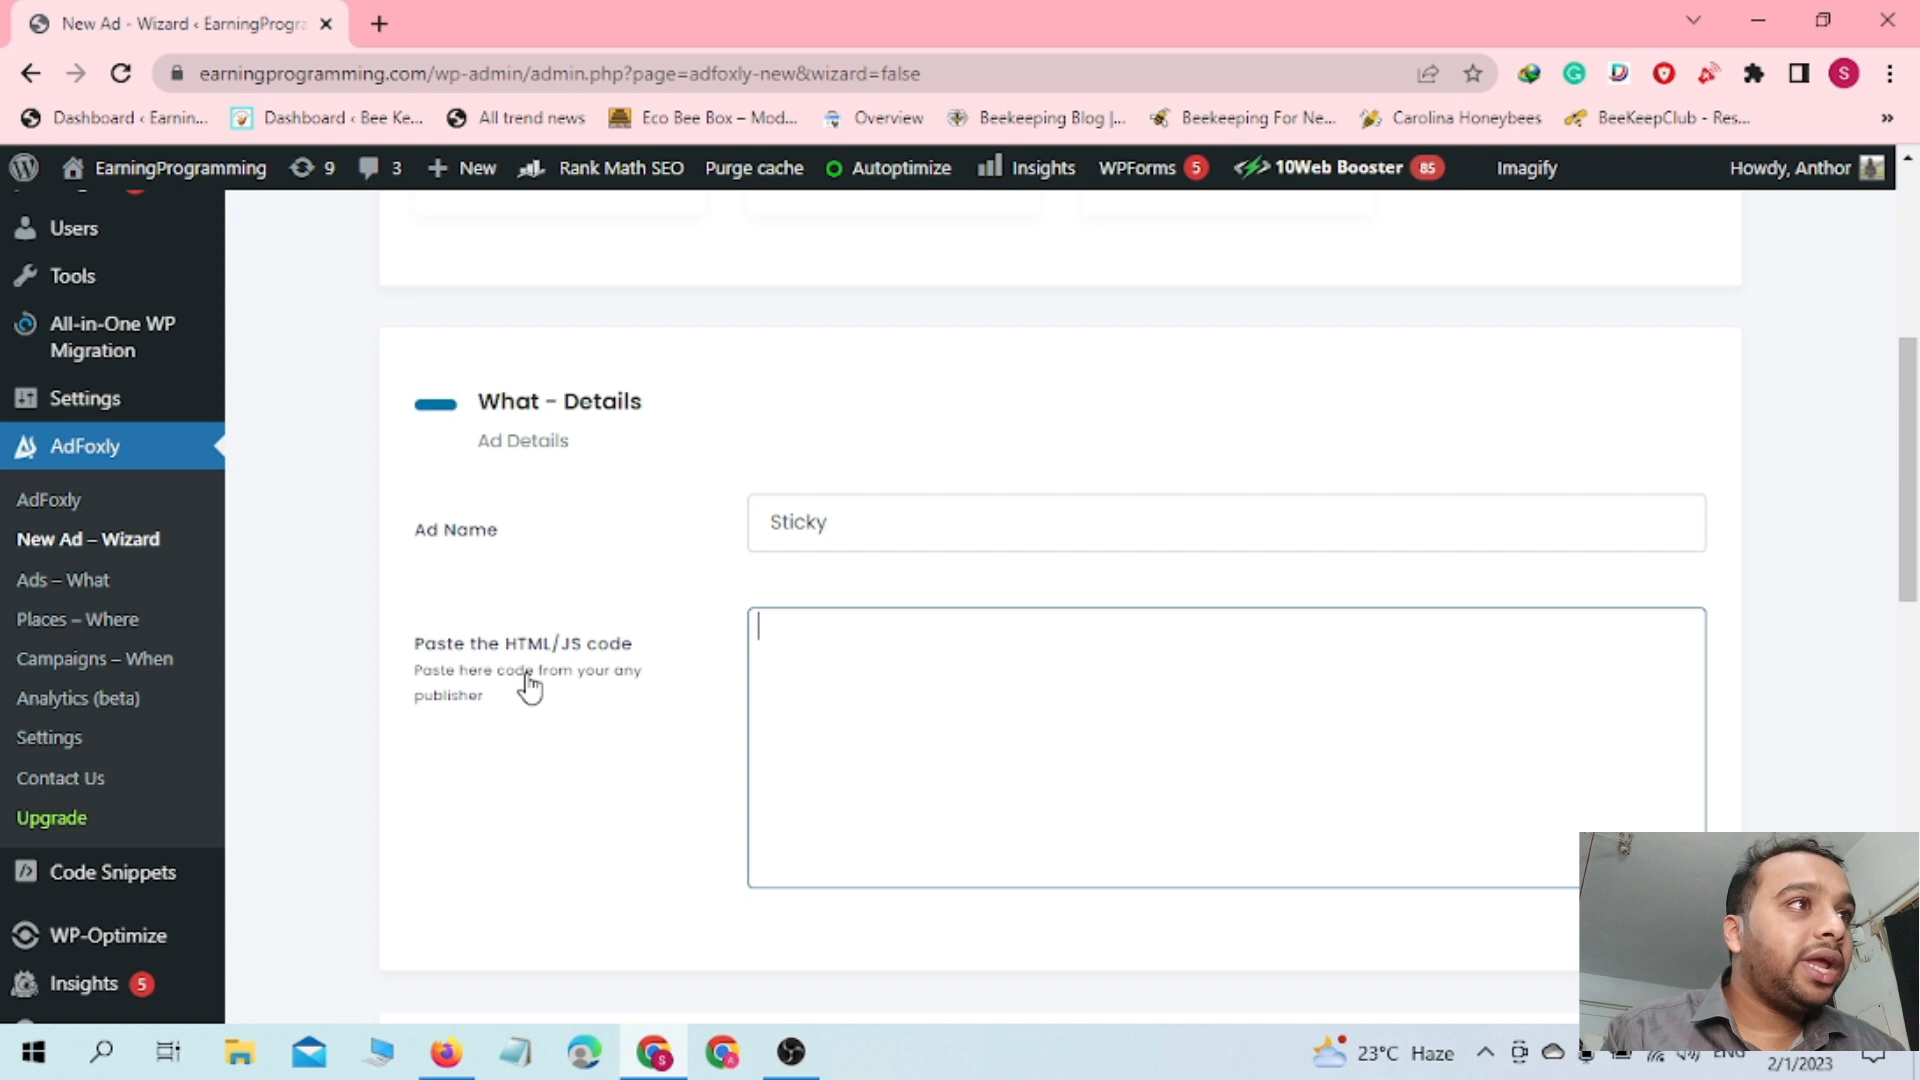 New Ad - Wizard ‹ EarningProgra
earningprogramming.com/wp-admin/admin.php?page=adfoxly-new&wizard=false
S
Dashboard ‹ Earnin...
Dashboard ‹ Bee Ke...
All trend news
Eco Bee Box – Mod...
Overview
Beekeeping Blog |...
Beekeeping For Ne...
Carolina Honeybees
BeeKeepClub - Res...
»
EarningProgramming
9
3
New
Rank Math SEO
Purge cache
Autoptimize
Insights
WPForms 5
10Web Booster 85
Imagify
Howdy, Anthor
Users
Tools
All-in-One WP
Migration
Settings
AdFoxly
AdFoxly
New Ad – Wizard
Ads – What
Places – Where
Campaigns – When
Analytics (beta)
Settings
Contact Us
Upgrade
Code Snippets
WP-Optimize
Insights 5
What - Details
Ad Details
Ad Name
Sticky
Paste the HTML/JS code
Paste here code from your any
publisher
23°C Haze
ENG
2/1/2023